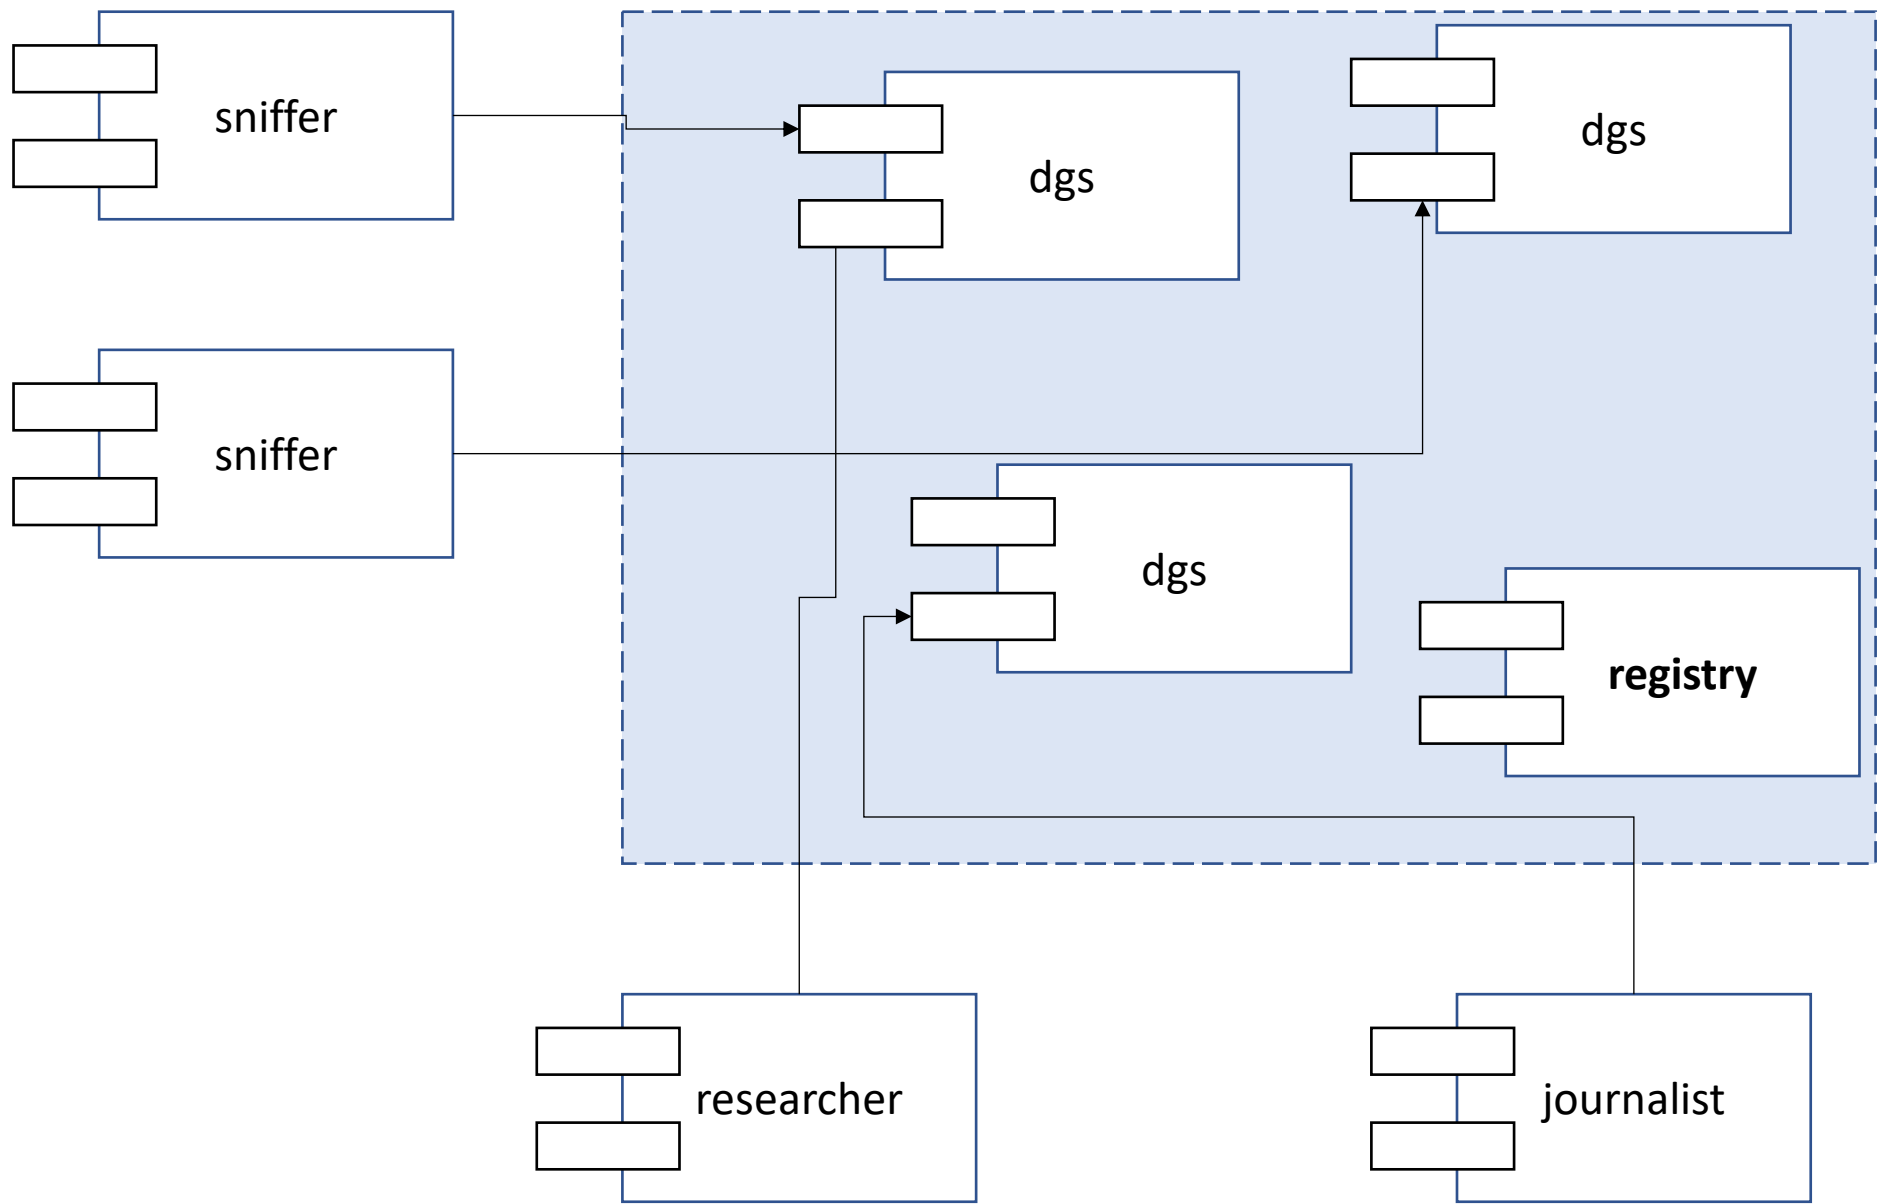 sniffer
dgs
dgs
sniffer
dgs
registry
researcher
journalist